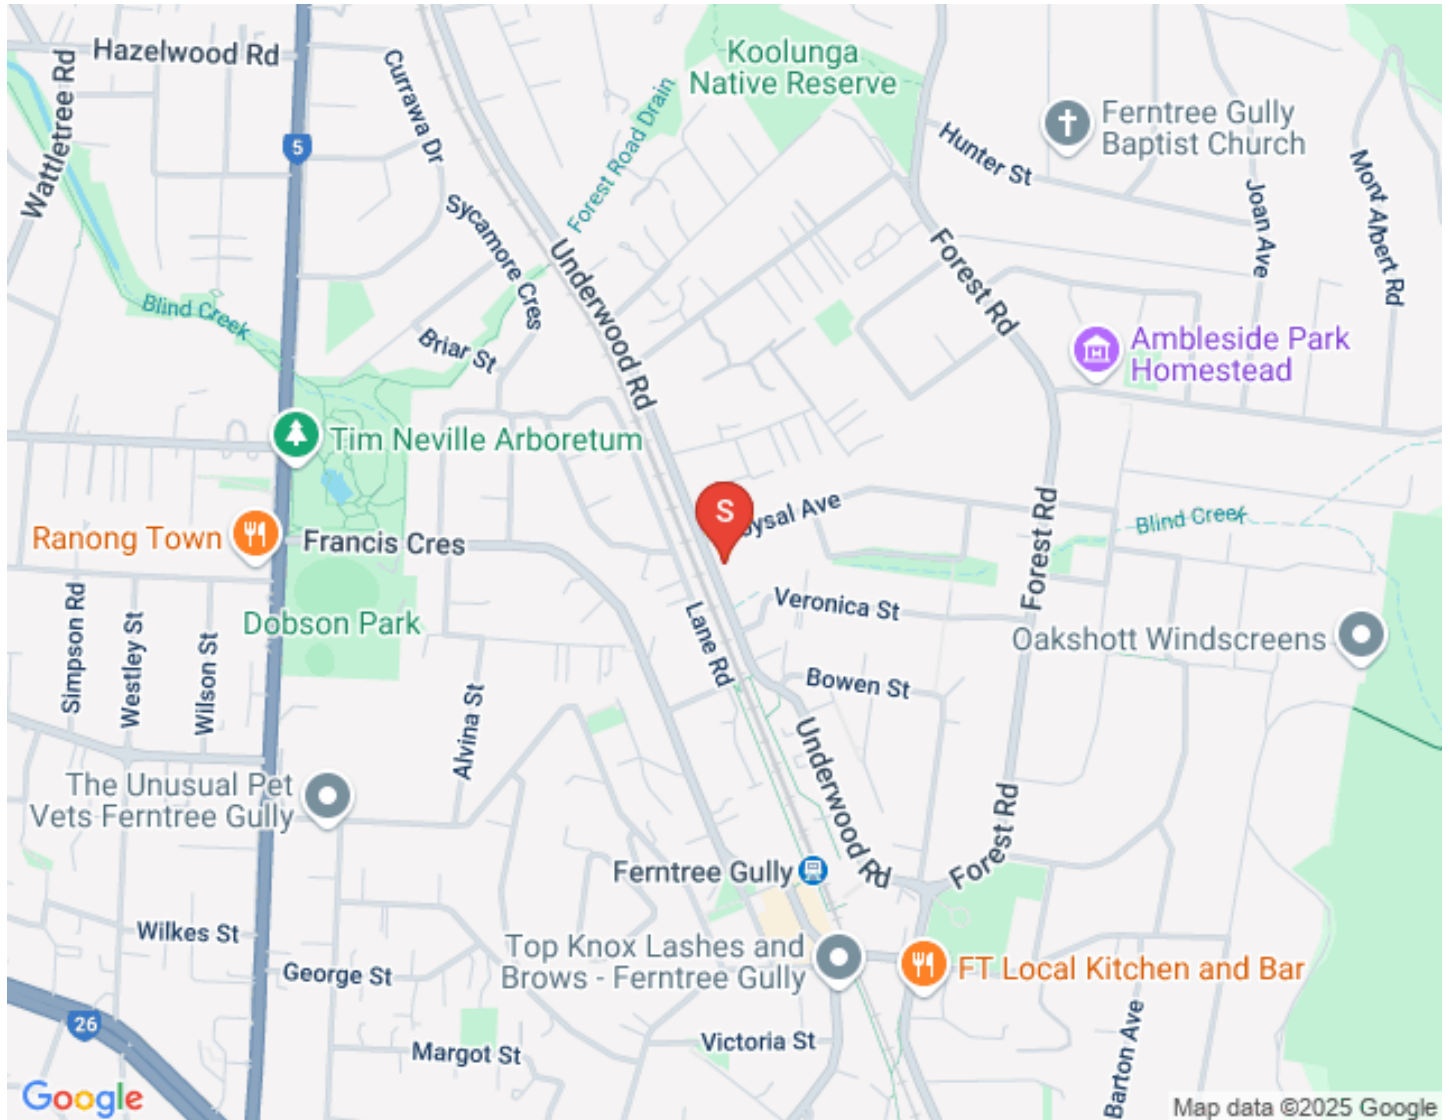 Hazelwood Rd
Wattletree Rd
5
Currawa Dr
Koolunga
Native Reserve
Forest Road Drain
Ferntree Gully
Baptist Church
Hunter St
Joan Ave
Mont Albert Rd
Sycamore Cres
Underwood Rd
Forest Rd
Blind Creek
Briar St
Ambleside Park
Homestead
Tim Neville Arboretum
S
Forest Rd
Blind Creek
Ranong Town
Francis Cres
Veronica St
Simpson Rd
Westley St
Wilson St
Dobson Park
Lane Rd
Oakshott Windscreens
Bowen St
Alvina St
Underwood Rd
The Unusual Pet
Vets Ferntree Gully
Forest Rd
Ferntree Gully
Wilkes St
George St
Top Knox Lashes and
Brows - Ferntree Gully
FT Local Kitchen and Bar
26
Margot St
Victoria St
Barton Ave
Google
Map data ©2025 Google